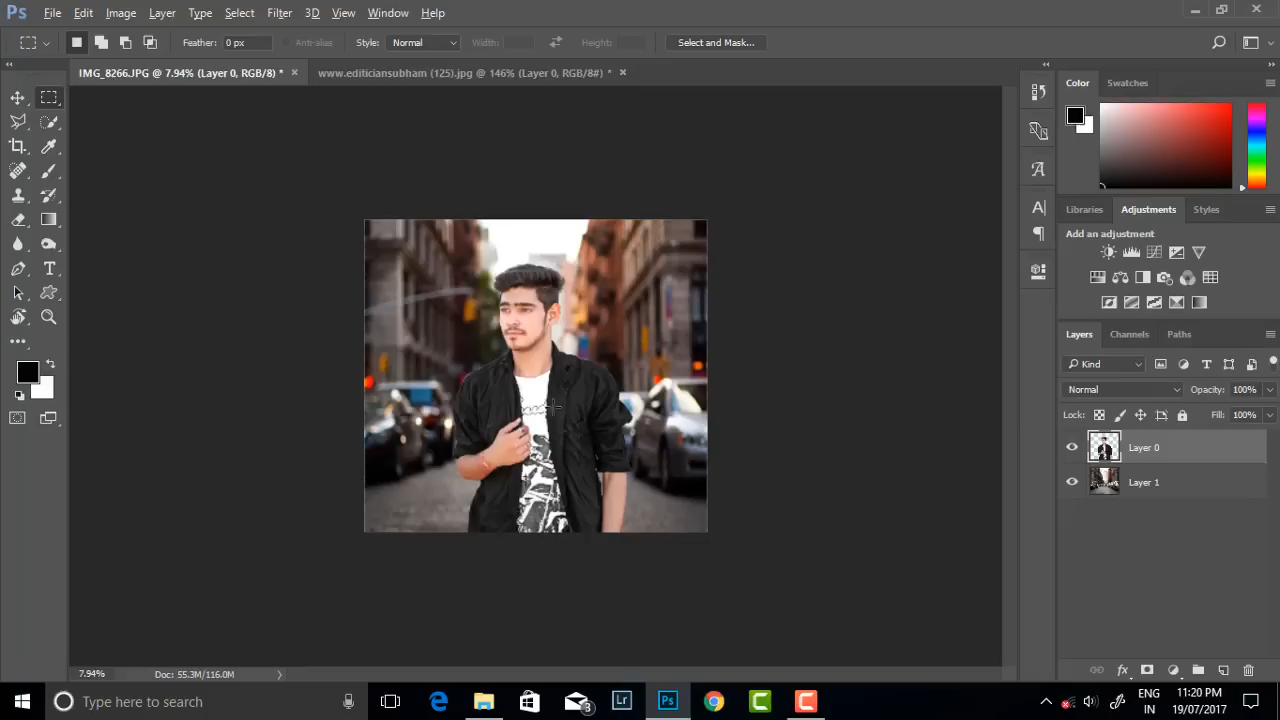 Ps File Edit Image Layer Type Select Filter 3D View Window Help
Feather: 0 px Anti-alias Style: Normal Width: Height: Select and Mask...
IMG_8266.JPG @ 7.94% (Layer 0, RGB/8) * www.editiciansubham (125).jpg @ 146% (Layer 0, RGB/8#) *
Color Swatches
Libraries Adjustments Styles
Add an adjustment
Layers Channels Paths
Kind
Normal Opacity: 100%
Lock: Fill: 100%
Layer 0
Layer 1
7.94% Doc: 55.3M/116.0M
Type here to search
Lr
Ps
3
ENG
IN
11:20 PM
19/07/2017